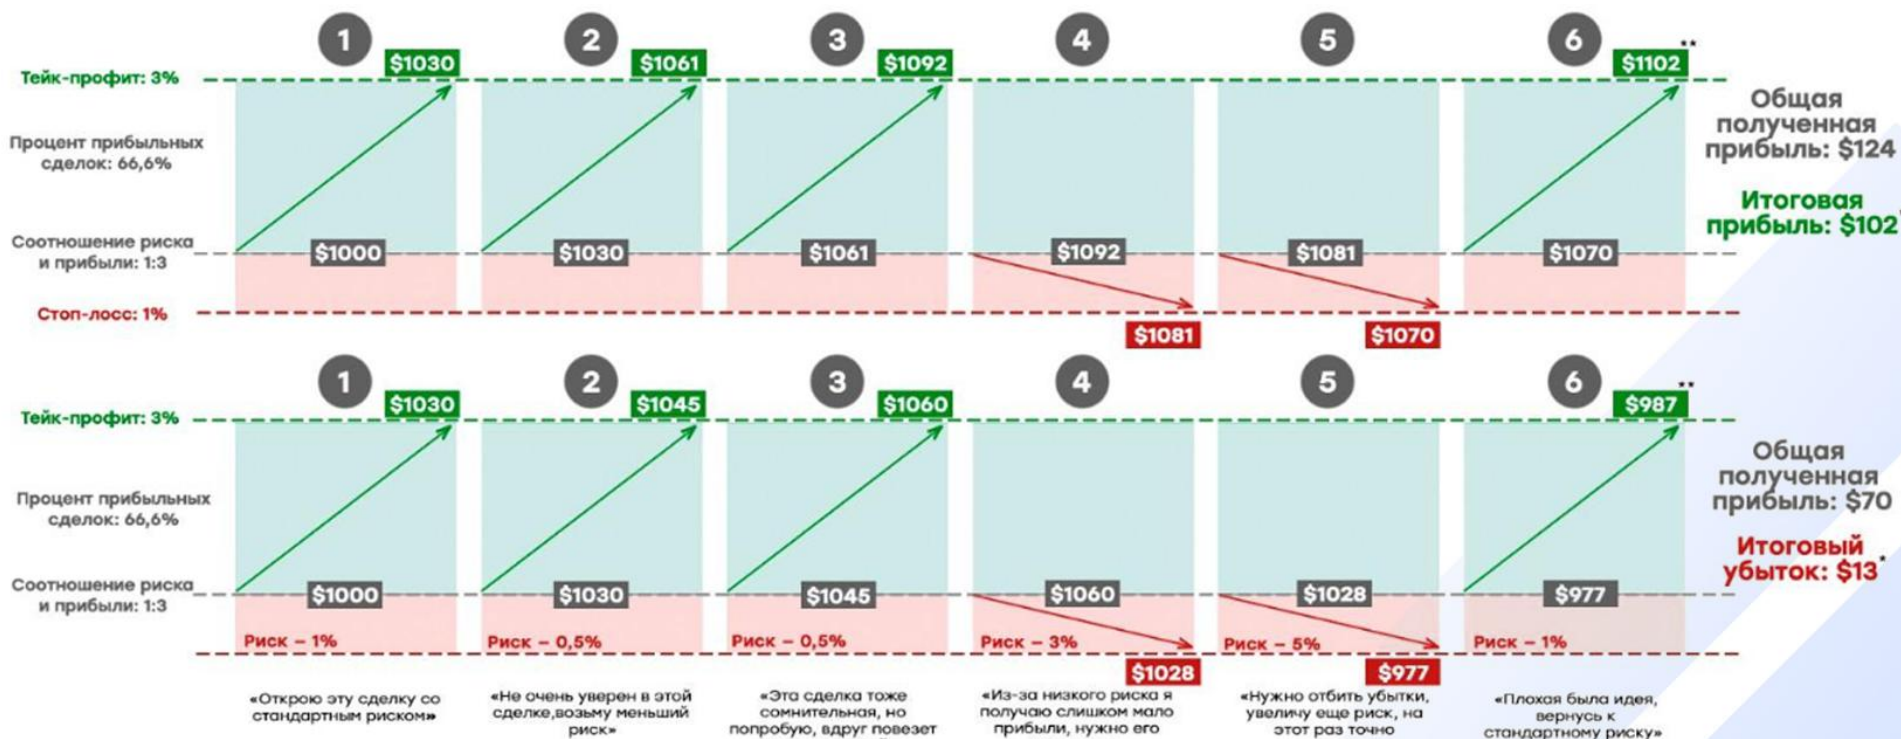 1
2
3
4
5
6
**
$1030
$1061
$1092
$1102
Тейк-профит: 3%
Процент прибыльных
сделок: 66,6%
Соотношение риска
и прибыли: 1:3
$1000
$1030
$1061
$1092
$1081
$1070
Стоп-лосс: 1%
$1081
$1070
Общая
полученная
прибыль: $124
Итоговая
прибыль: $102
1
2
3
4
5
6
**
$1030
$1045
$1060
$987
Тейк-профит: 3%
Процент прибыльных
сделок: 66,6%
Соотношение риска
и прибыли: 1:3
$1000
$1030
$1045
$1060
$1028
$977
Риск – 1%
Риск – 0,5%
Риск – 0,5%
Риск – 3%
Риск – 5%
Риск – 1%
$1028
$977
Общая
полученная
прибыль: $70
Итоговый
убыток: $13*
«Открою эту сделку со
стандартным риском»
«Не очень уверен в этой
сделке,возьму меньший
риск»
«Эта сделка тоже
сомнительная, но
попробую, вдруг повезет
«Из-за низкого риска я
получаю слишком мало
прибыли, нужно его
«Нужно отбить убытки,
увеличу еще риск, на
этот раз точно
«Плохая была идея,
вернусь к
стандартному риску»